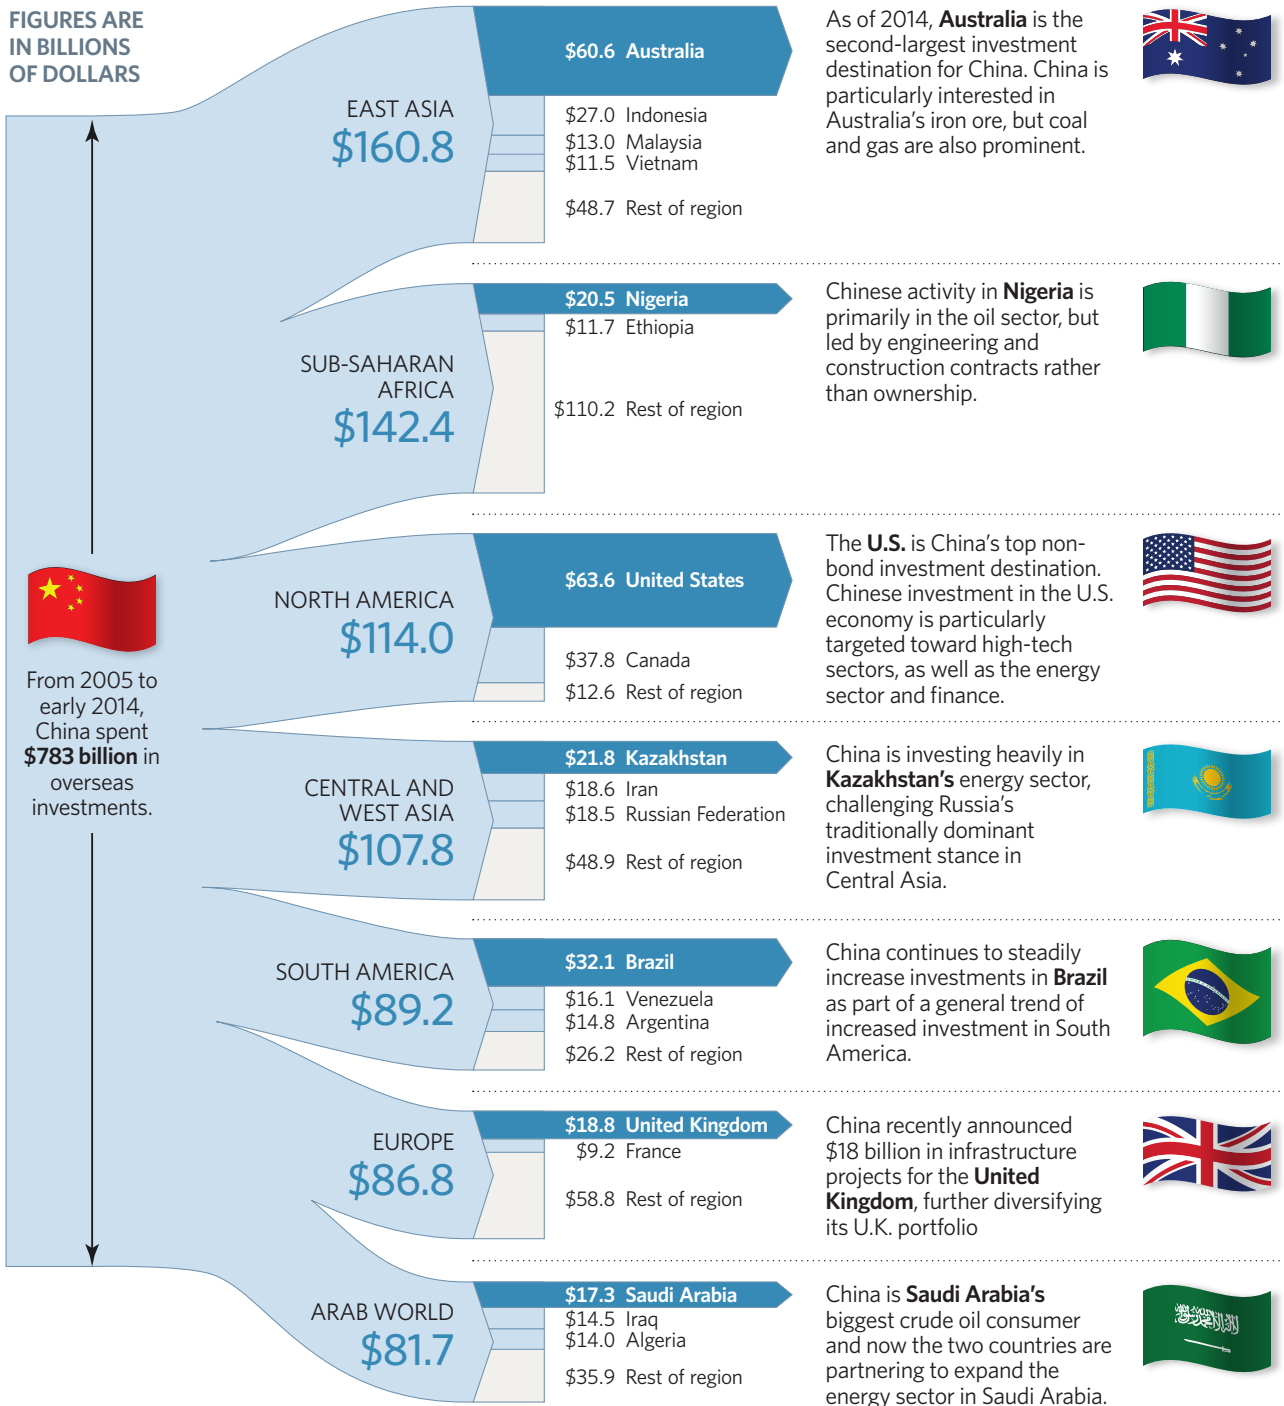 FIGURES ARE
IN BILLIONS
OF DOLLARS
From 2005 to
early 2014,
China spent
$783 billion in
overseas
investments.
EAST ASIA
$160.8
$60.6 Australia
$27.0 Indonesia
$13.0 Malaysia
$11.5 Vietnam
$48.7 Rest of region
As of 2014, Australia is the
second-largest investment
destination for China. China is
particularly interested in
Australia's iron ore, but coal
and gas are also prominent.
SUB-SAHARAN
AFRICA
$142.4
$20.5 Nigeria
$11.7 Ethiopia
$110.2 Rest of region
Chinese activity in Nigeria is
primarily in the oil sector, but
led by engineering and
construction contracts rather
than ownership.
NORTH AMERICA
$114.0
$63.6 United States
$37.8 Canada
$12.6 Rest of region
The U.S. is China's top non-
bond investment destination.
Chinese investment in the U.S.
economy is particularly
targeted toward high-tech
sectors, as well as the energy
sector and finance.
CENTRAL AND
WEST ASIA
$107.8
$21.8 Kazakhstan
$18.6 Iran
$18.5 Russian Federation
$48.9 Rest of region
China is investing heavily in
Kazakhstan's energy sector,
challenging Russia's
traditionally dominant
investment stance in
Central Asia.
SOUTH AMERICA
$89.2
$32.1 Brazil
$16.1 Venezuela
$14.8 Argentina
$26.2 Rest of region
China continues to steadily
increase investments in Brazil
as part of a general trend of
increased investment in South
America.
EUROPE
$86.8
$18.8 United Kingdom
$9.2 France
$58.8 Rest of region
China recently announced
$18 billion in infrastructure
projects for the United
Kingdom, further diversifying
its U.K. portfolio
ARAB WORLD
$81.7
$17.3 Saudi Arabia
$14.5 Iraq
$14.0 Algeria
$35.9 Rest of region
China is Saudi Arabia's
biggest crude oil consumer
and now the two countries are
partnering to expand the
energy sector in Saudi Arabia.